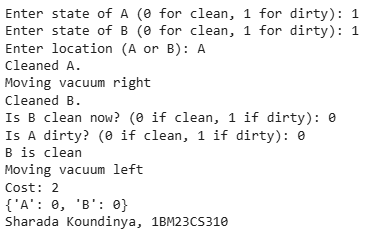 Enter state of A (0 for clean, 1 for dirty): 1
Enter state of B (0 for clean, 1 for dirty): 1
Enter location (A or B): A
Cleaned A.
Moving vacuum right
Cleaned B.
Is B clean now? (0 if clean, 1 if dirty): 0
Is A dirty? (0 if clean, 1 if dirty): 0
B is clean
Moving vacuum left
Cost: 2
{'A': 0, 'B': 0}
Sharada Koundinya, 1BM23CS310